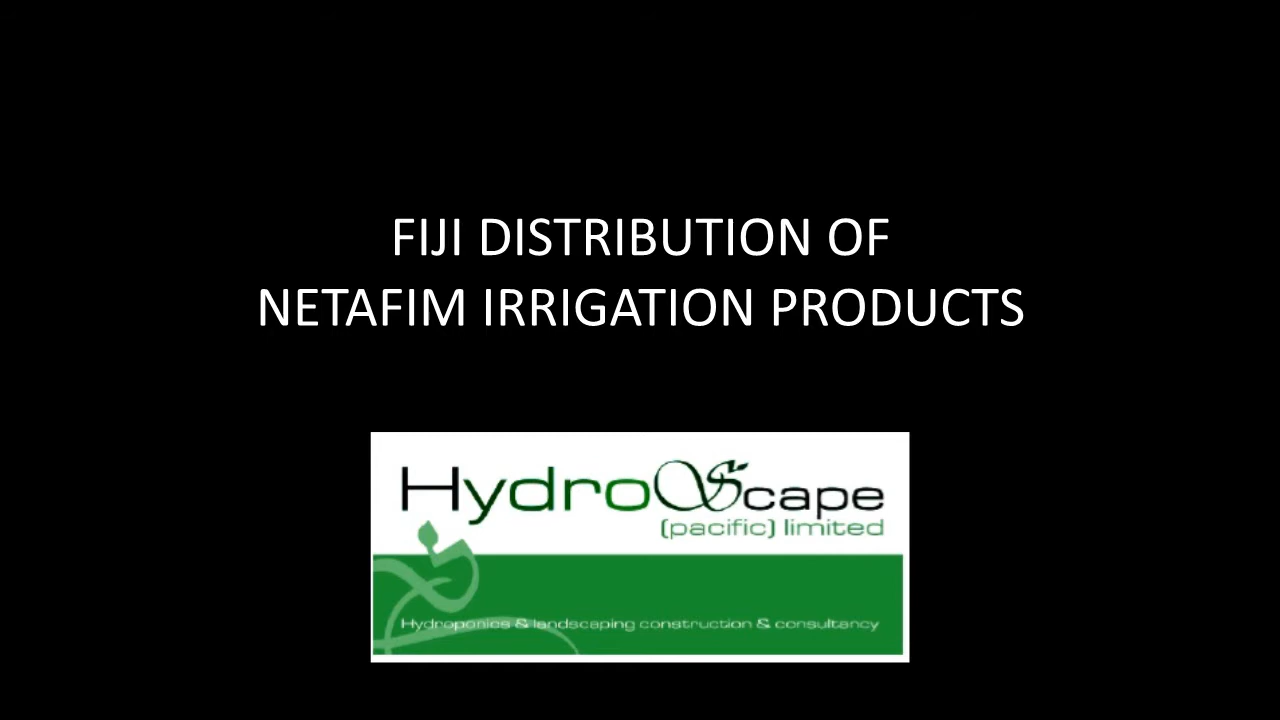 FIJI DISTRIBUTION OF
NETAFIM IRRIGATION PRODUCTS
HydroScape
(pacific) limited
Hydroponics & landscaping construction & consultancy